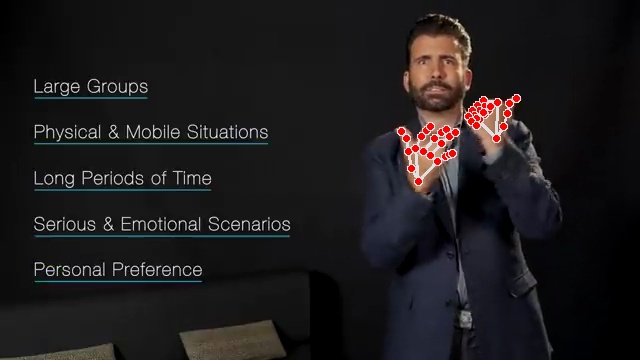 Large Groups
Physical & Mobile Situations
Long Periods of Time
Serious & Emotional Scenarios
Personal Preference